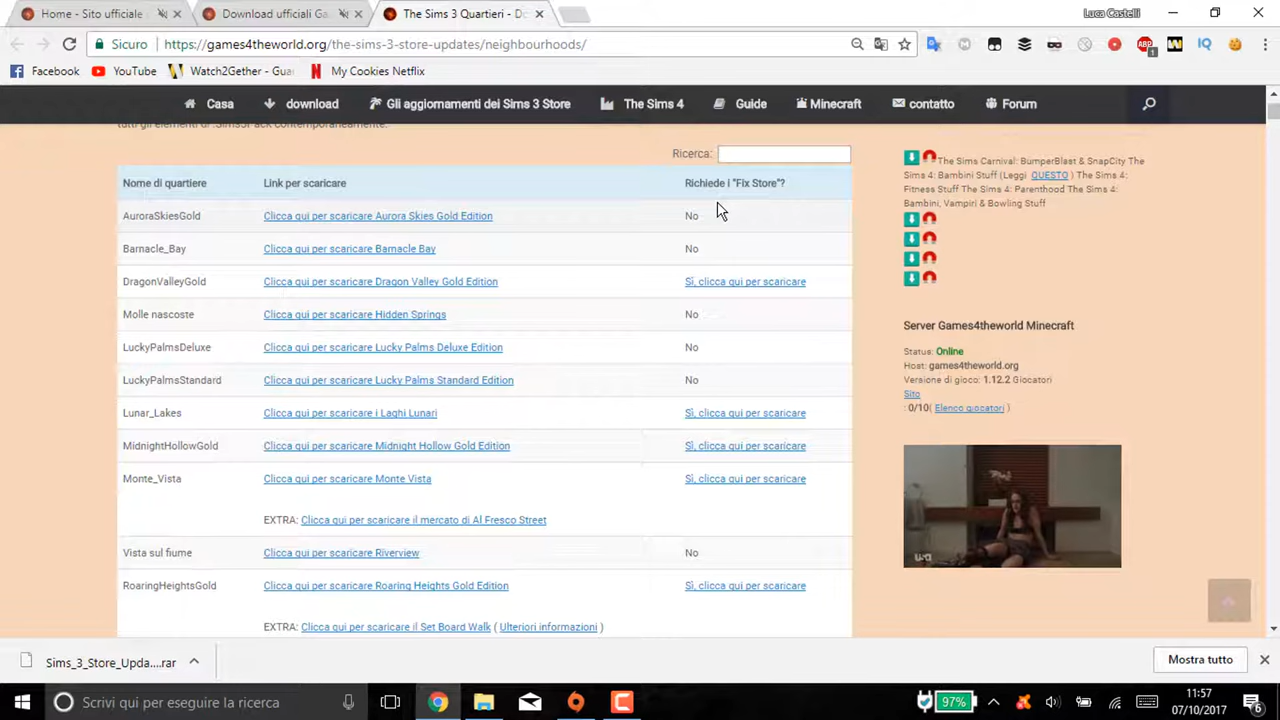 Home - Sito ufficiale
Download ufficiali Ga
The Sims 3 Quartieri - Do
Luca Castelli
Sicuro
https://games4theworld.org/the-sims-3-store-updates/neighbourhoods/
Facebook
YouTube
Watch2Gether - Gua
My Cookies Netflix
Casa
download
Gli aggiornamenti dei Sims 3 Store
The Sims 4
Guide
Minecraft
contatto
Forum
tutti gli elementi di .Sims3Pack contemporaneamente.
Ricerca:
Nome di quartiere Link per scaricare Richiede i "Fix Store"?
AuroraSkiesGold Clicca qui per scaricare Aurora Skies Gold Edition No
Barnacle_Bay Clicca qui per scaricare Barnacle Bay No
DragonValleyGold Clicca qui per scaricare Dragon Valley Gold Edition Sì, clicca qui per scaricare
Molle nascoste Clicca qui per scaricare Hidden Springs No
LuckyPalmsDeluxe Clicca qui per scaricare Lucky Palms Deluxe Edition No
LuckyPalmsStandard Clicca qui per scaricare Lucky Palms Standard Edition No
Lunar_Lakes Clicca qui per scaricare i Laghi Lunari Sì, clicca qui per scaricare
MidnightHollowGold Clicca qui per scaricare Midnight Hollow Gold Edition Sì, clicca qui per scaricare
Monte_Vista Clicca qui per scaricare Monte Vista Sì, clicca qui per scaricare
EXTRA: Clicca qui per scaricare il mercato di Al Fresco Street
Vista sul fiume Clicca qui per scaricare Riverview No
RoaringHeightsGold Clicca qui per scaricare Roaring Heights Gold Edition Sì, clicca qui per scaricare
EXTRA: Clicca qui per scaricare il Set Board Walk ( Ulteriori informazioni )
The Sims Carnival: BumperBlast & SnapCity The
Sims 4: Bambini Stuff (Leggi QUESTO ) The Sims 4:
Fitness Stuff The Sims 4: Parenthood The Sims 4:
Bambini, Vampiri & Bowling Stuff
Server Games4theworld Minecraft
Status: Online
Host: games4theworld.org
Versione di gioco: 1.12.2 Giocatori
Sito
: 0/10( Elenco giocatori )
usa
Sims_3_Store_Upda....rar
Mostra tutto
Scrivi qui per eseguire la ricerca
97%
11:57
07/10/2017
6